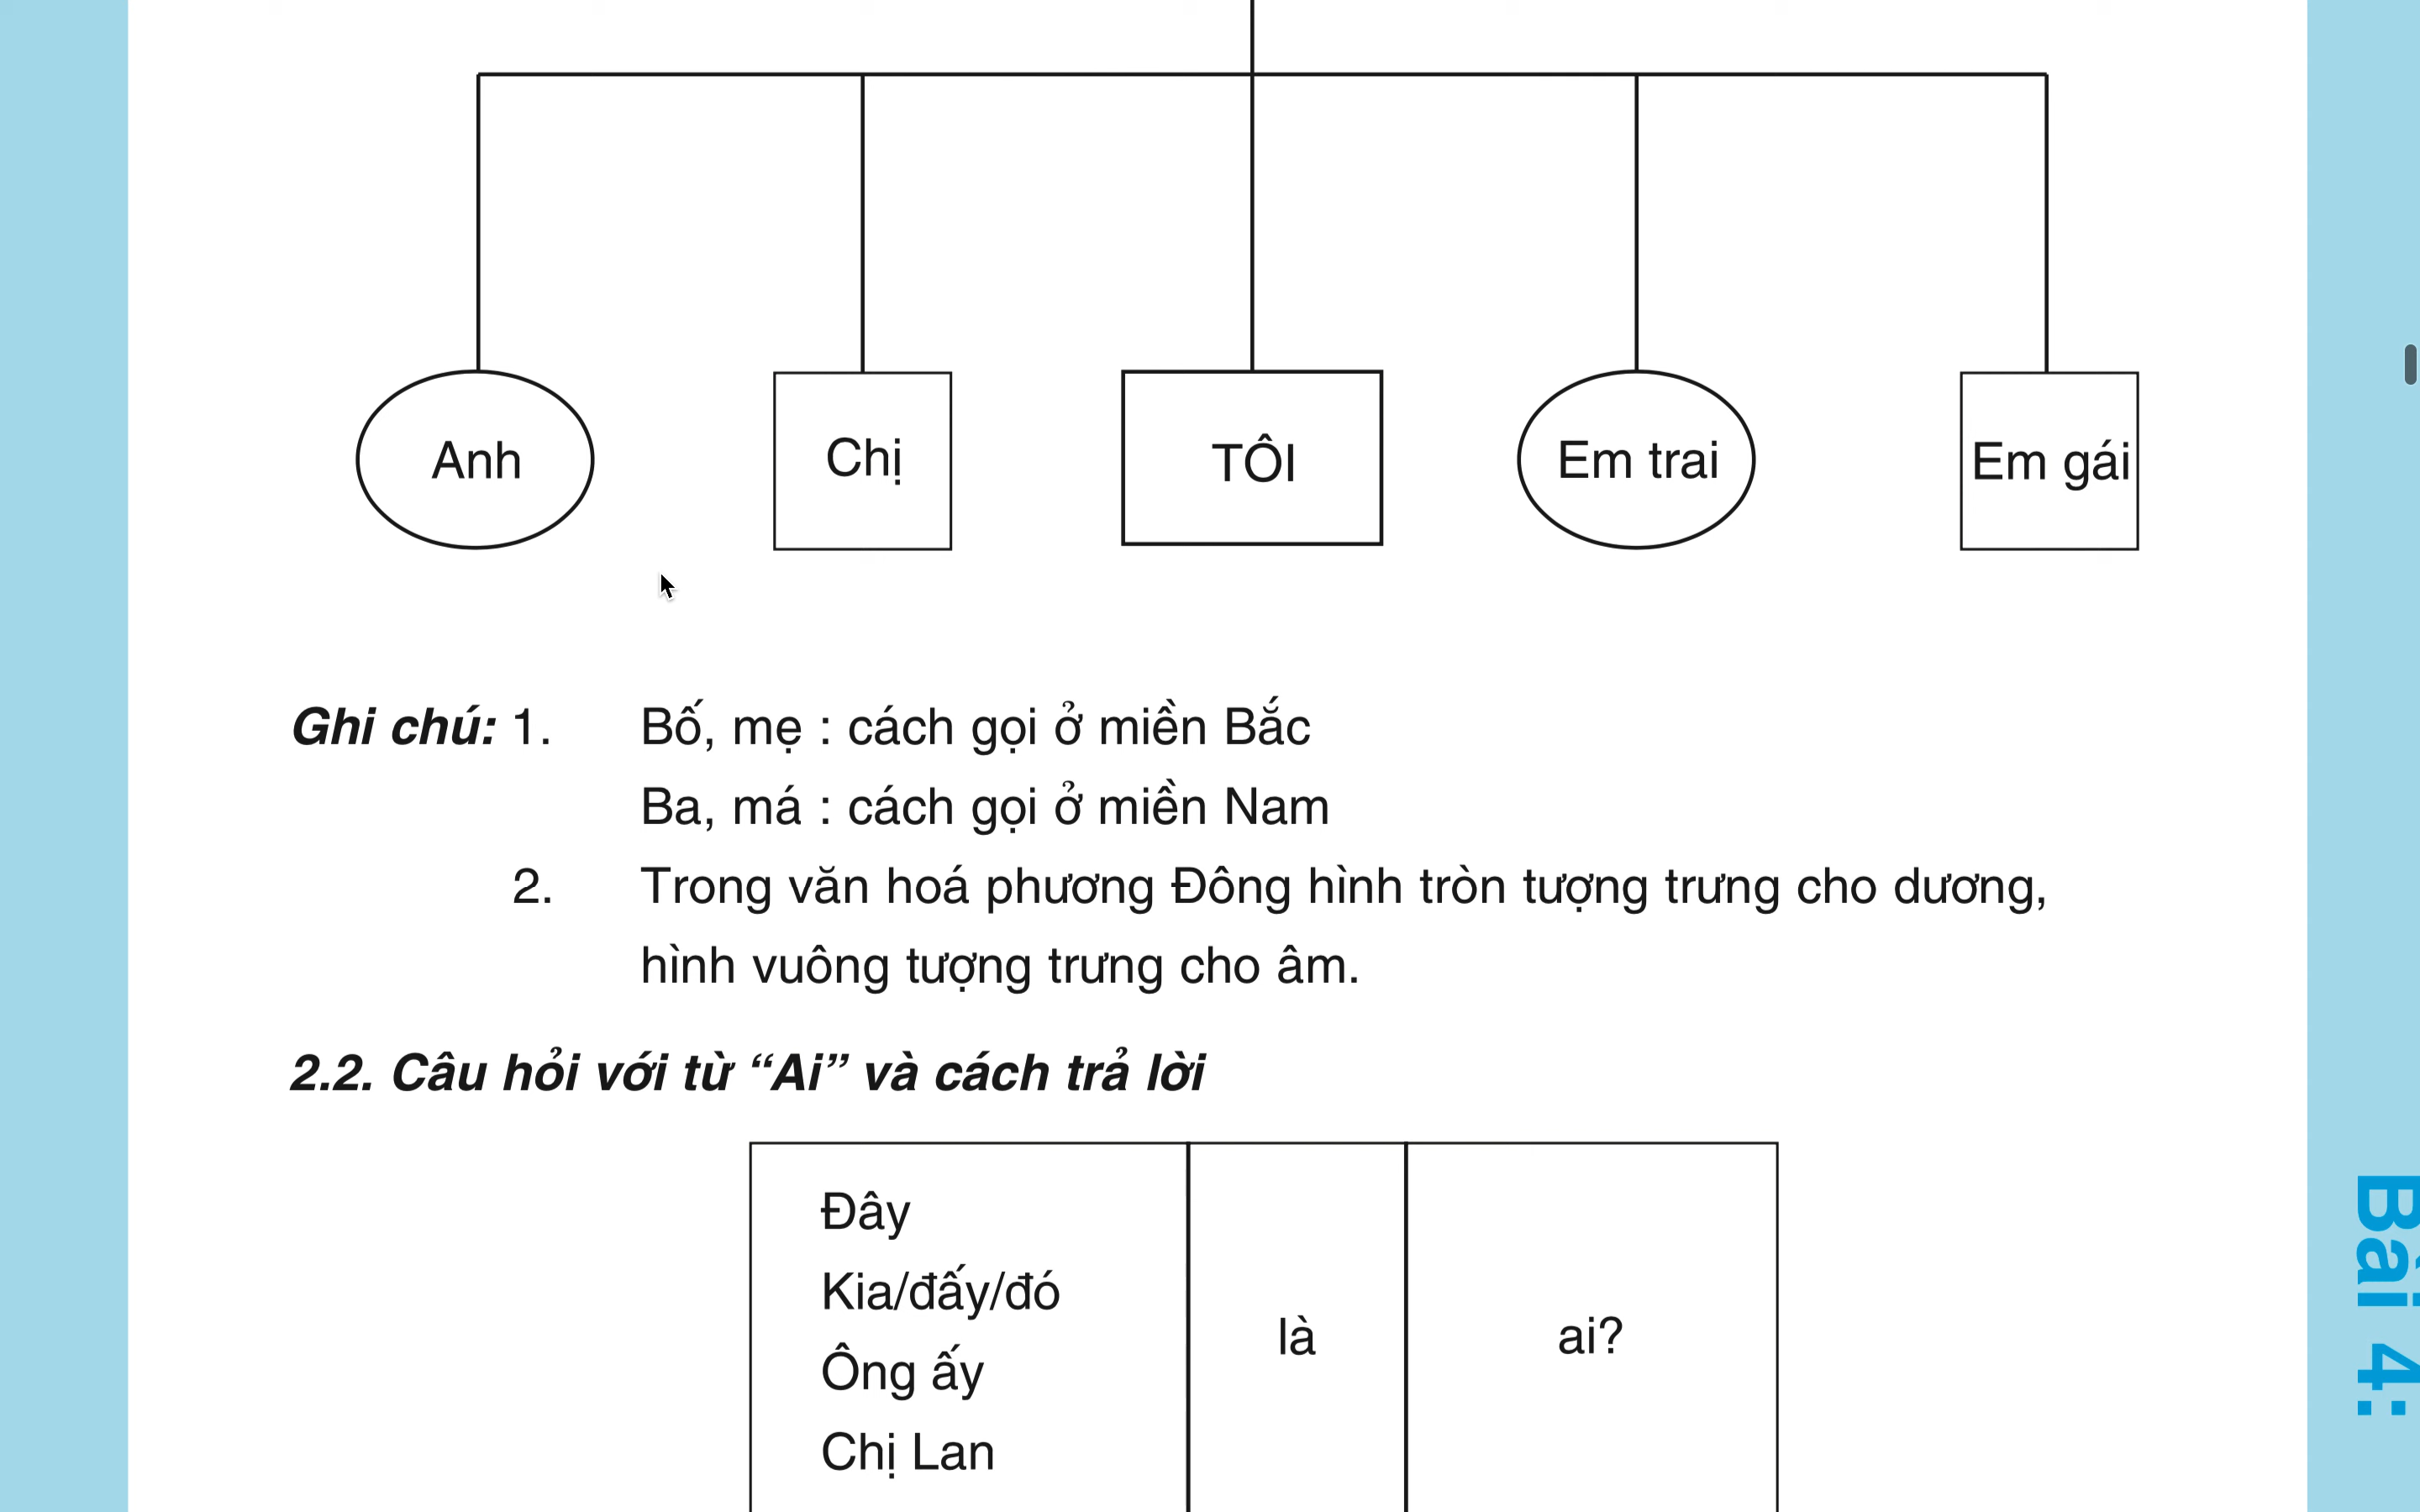 Anh Chị TÔI Em trai Em gái
Ghi chú: 1. Bố, mẹ : cách gọi ở miền Bắc
Ba, má : cách gọi ở miền Nam
2. Trong văn hoá phương Đông hình tròn tượng trưng cho dương,
hình vuông tượng trưng cho âm.
2.2. Câu hỏi với từ “Ai” và cách trả lời
Đây
Kia/đấy/đó
Ông ấy
Chị Lan
là
ai?
Bài 4: